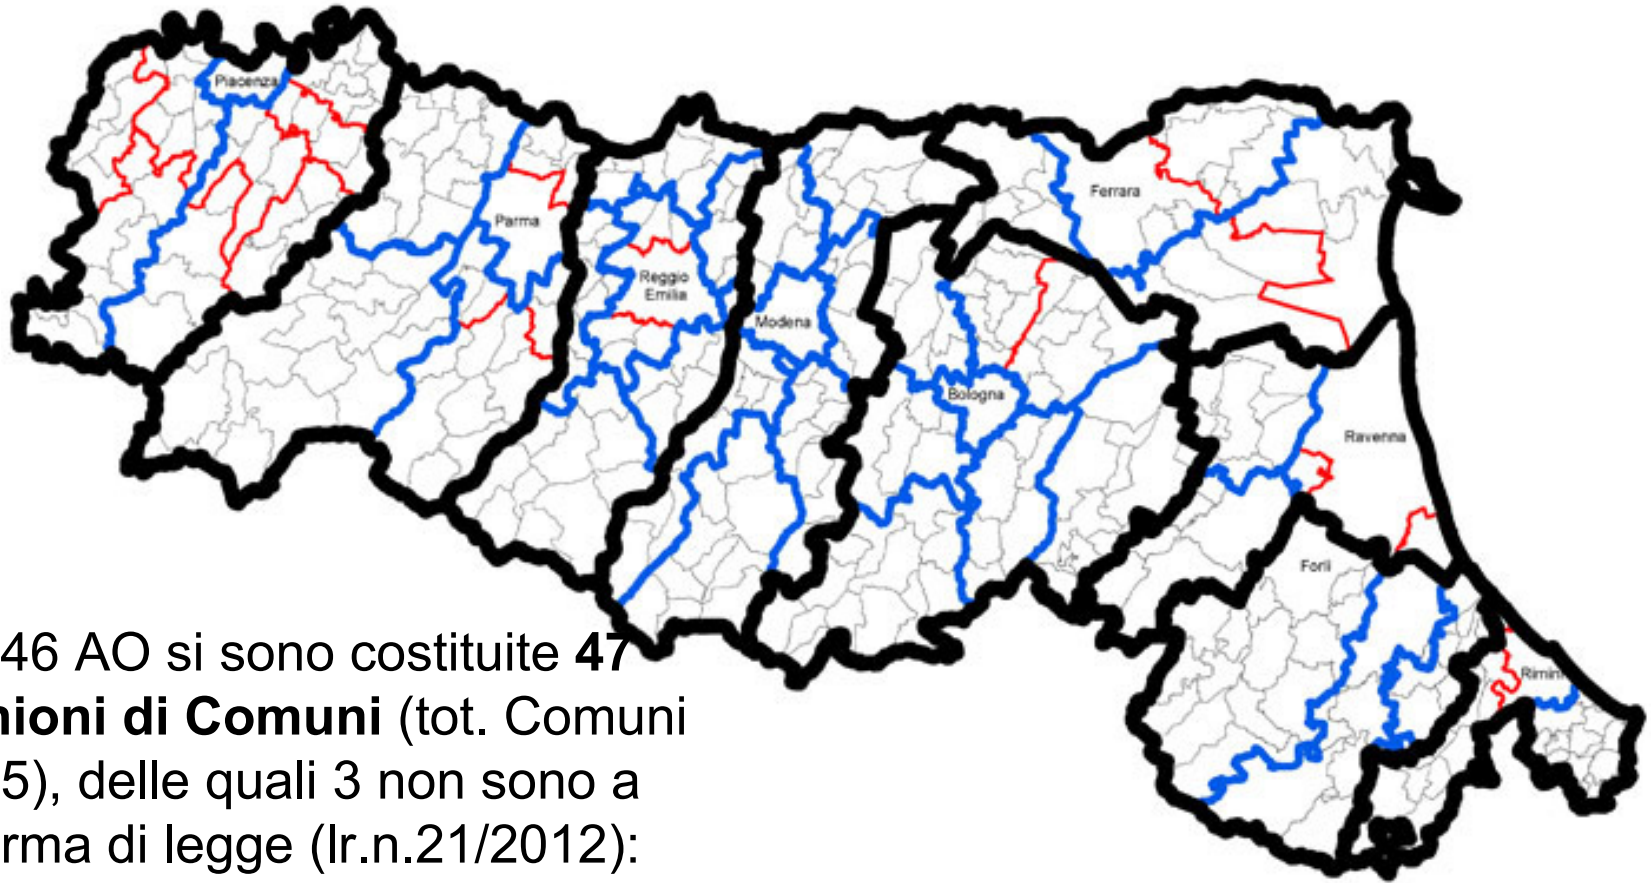 Piacenza
Parma
Reggio
Emilia
Modena
Bologna
Ferrara
Ravenna
Forlì
Rimini
46 AO si sono costituite 47
nioni di Comuni (tot. Comuni
5), delle quali 3 non sono a
rma di legge (lr.n.21/2012):